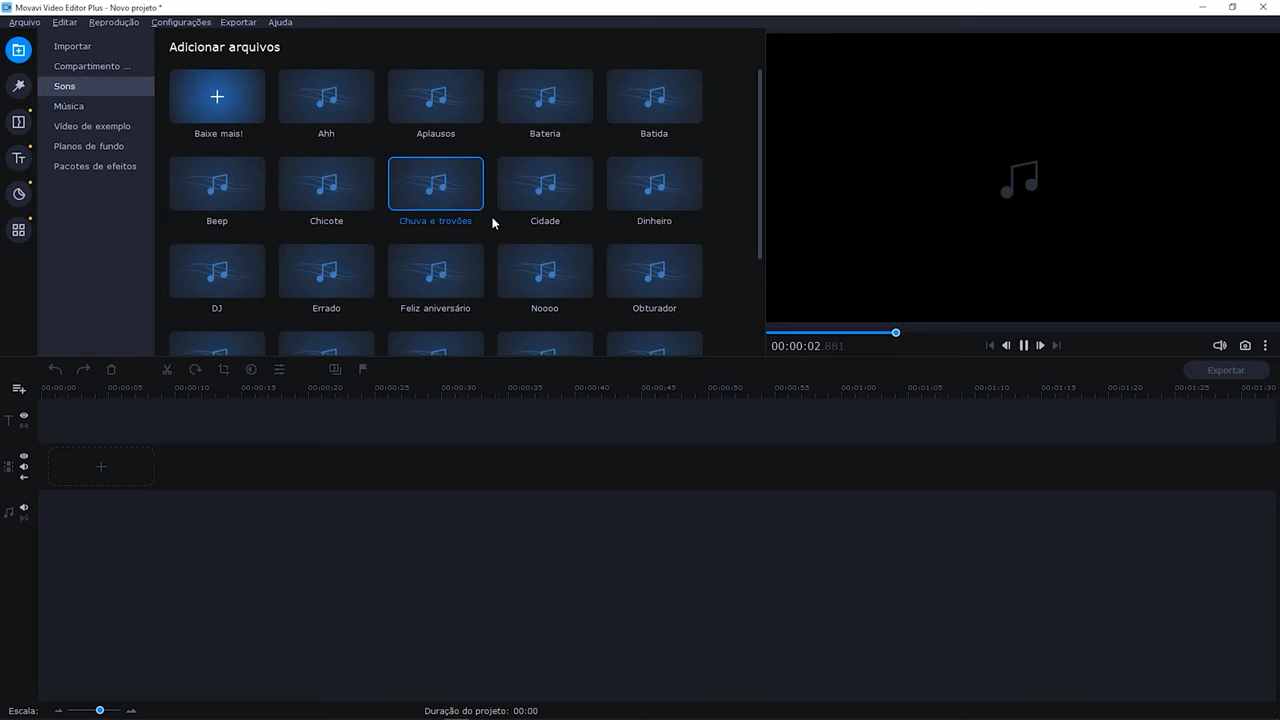 Movavi Video Editor Plus - Novo projeto *
Arquivo Editar Reprodução Configurações Exportar Ajuda
Importar
Compartimento ...
Sons
Música
Vídeo de exemplo
Planos de fundo
Pacotes de efeitos
Adicionar arquivos
Baixe mais! Ahh Aplausos Bateria Batida
Beep Chicote Chuva e trovões Cidade Dinheiro
DJ Errado Feliz aniversário Noooo Obturador
00:00:02.881
Exportar
00:00:00 00:00:05 00:00:10 00:00:15 00:00:20 00:00:25 00:00:30 00:00:35 00:00:40 00:00:45 00:00:50 00:00:55 00:01:00 00:01:05 00:01:10 00:01:15 00:01:20 00:01:25 00:01:30
Escala: Duração do projeto: 00:00